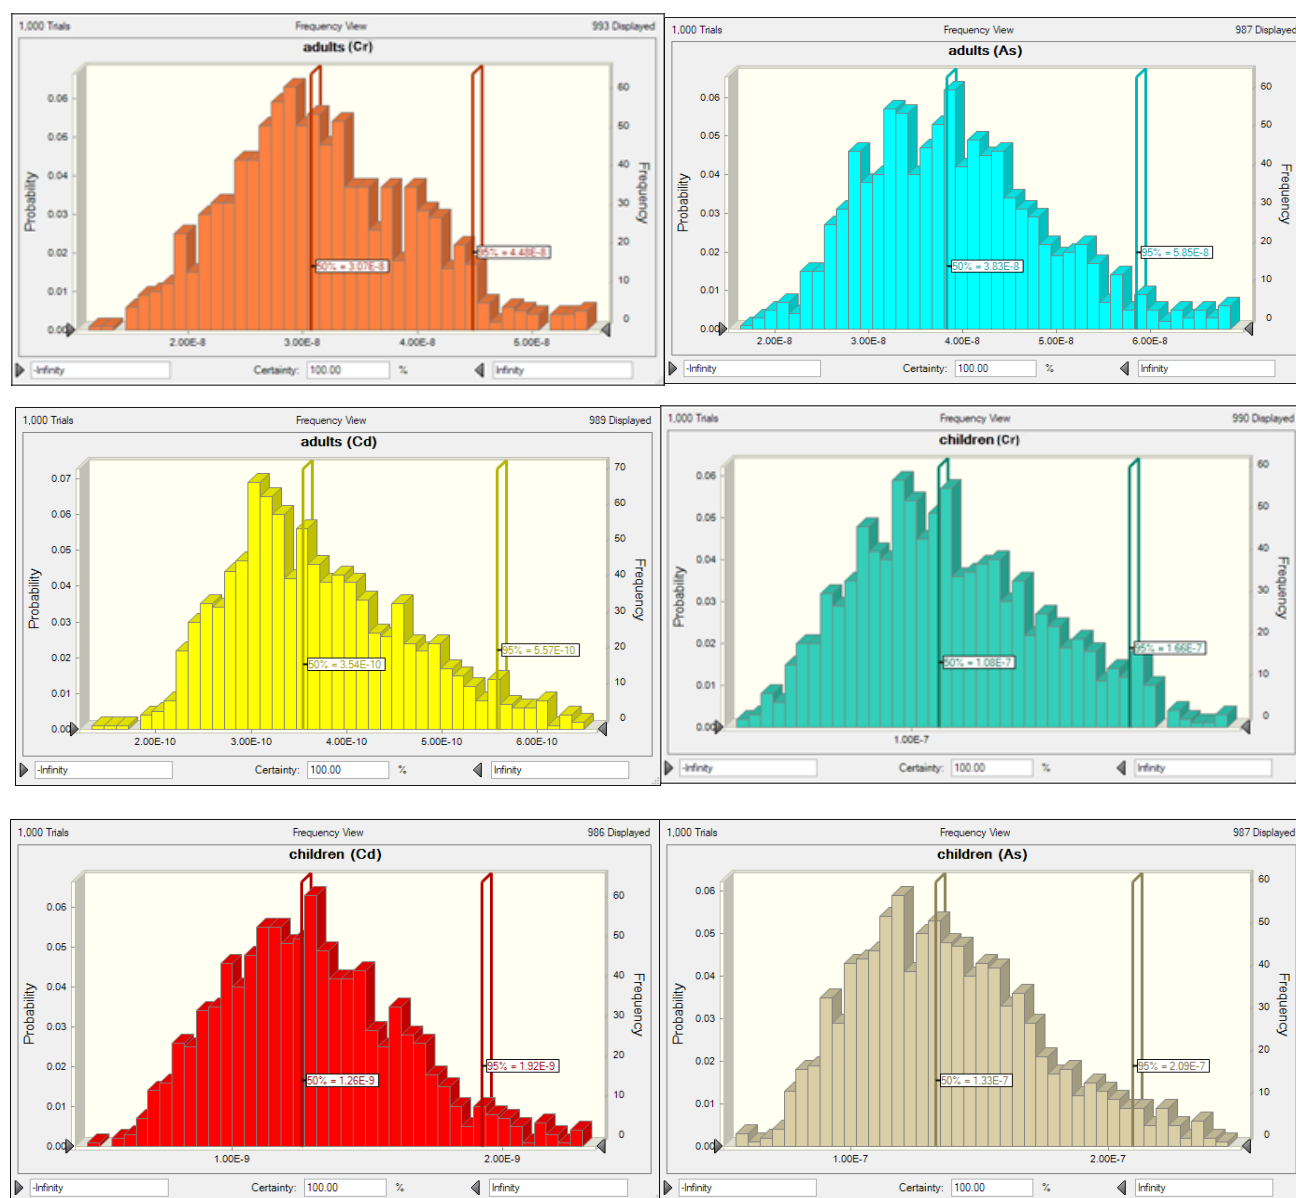 1,000 Trials Frequency View 993 Displayed
adults (Cr)
Probability
0.06
0.05
0.04
0.03
0.02
0.01
0.00
60
50
40
30
20
10
0
Frequency
50% = 3.07E-8
95% = 4.48E-8
2.00E-8 3.00E-8 4.00E-8 5.00E-8
-Infinity Certainty: 100.00 % Infinity
1,000 Trials Frequency View 987 Displayed
adults (As)
Probability
0.06
0.05
0.04
0.03
0.02
0.01
0.00
60
50
40
30
20
10
0
Frequency
50% = 3.83E-8
95% = 5.85E-8
2.00E-8 3.00E-8 4.00E-8 5.00E-8 6.00E-8
-Infinity Certainty: 100.00 % Infinity
1,000 Trials Frequency View 989 Displayed
adults (Cd)
Probability
0.07
0.06
0.05
0.04
0.03
0.02
0.01
0.00
70
60
50
40
30
20
10
0
Frequency
50% = 3.54E-10
95% = 5.57E-10
2.00E-10 3.00E-10 4.00E-10 5.00E-10 6.00E-10
-Infinity Certainty: 100.00 % Infinity
1,000 Trials Frequency View 990 Displayed
children (Cr)
Probability
0.06
0.05
0.04
0.03
0.02
0.01
0.00
60
50
40
30
20
10
0
Frequency
50% = 1.08E-7
95% = 1.66E-7
1.00E-7
-Infinity Certainty: 100.00 % Infinity
1,000 Trials Frequency View 986 Displayed
children (Cd)
Probability
0.06
0.05
0.04
0.03
0.02
0.01
0.00
60
50
40
30
20
10
0
Frequency
50% = 1.26E-9
95% = 1.92E-9
1.00E-9 2.00E-9
-Infinity Certainty: 100.00 % Infinity
1,000 Trials Frequency View 987 Displayed
children (As)
Probability
0.06
0.05
0.04
0.03
0.02
0.01
0.00
60
50
40
30
20
10
0
Frequency
50% = 1.33E-7
95% = 2.09E-7
1.00E-7 2.00E-7
-Infinity Certainty: 100.00 % Infinity